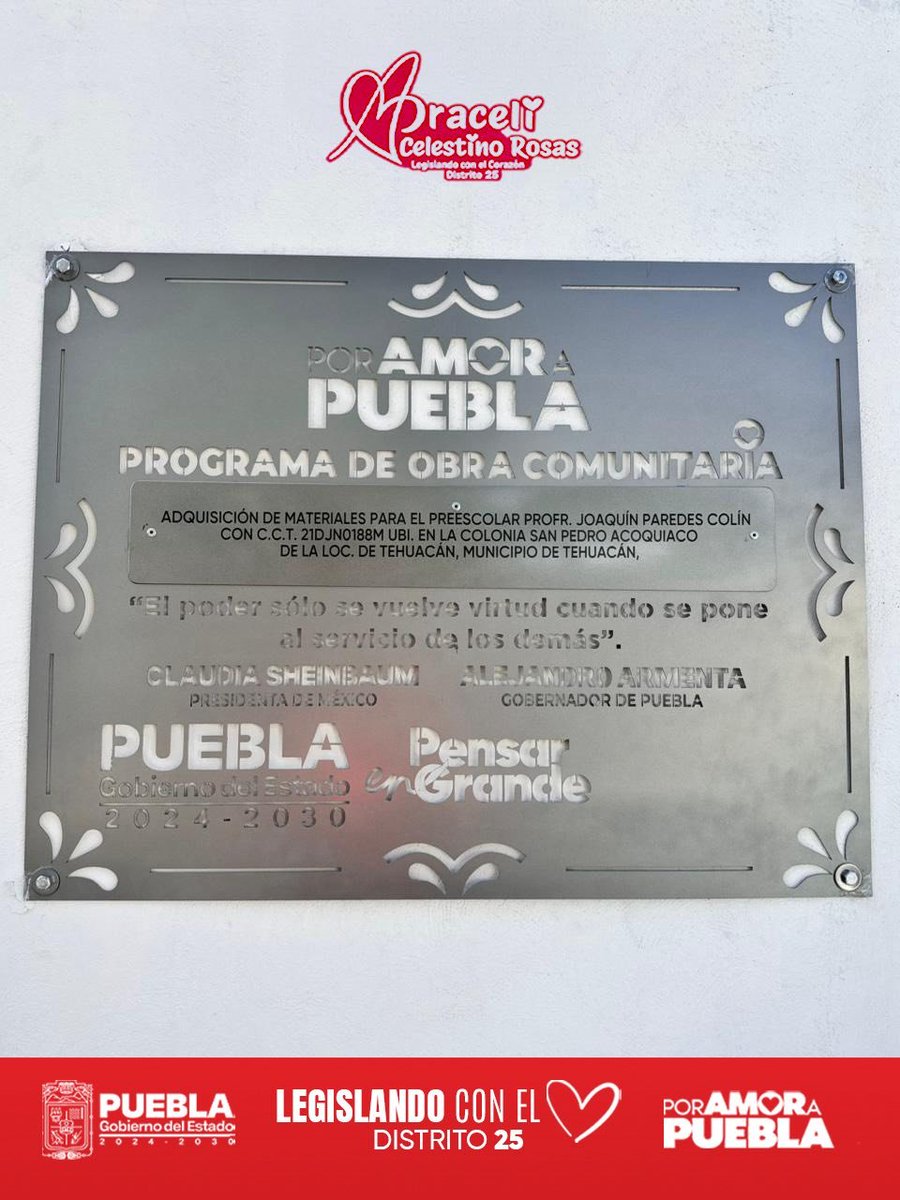 Araceli
Celestino Rosas
Legislando con el Corazón
Distrito 25
POR AMOR A
PUEBLA
PROGRAMA DE OBRA COMUNITARIA
ADQUISICIÓN DE MATERIALES PARA EL PREESCOLAR PROFR. JOAQUÍN PAREDES COLÍN
CON C.C.T. 21DJN0188M UBI. EN LA COLONIA SAN PEDRO ACOQUIACO
DE LA LOC. DE TEHUACÁN, MUNICIPIO DE TEHUACÁN,
“El poder sólo se vuelve virtud cuando se pone
al servicio de los demás”.
CLAUDIA SHEINBAUM ALEJANDRO ARMENTA
PRESIDENTA DE MÉXICO GOBERNADOR DE PUEBLA
PUEBLA
Gobierno del Estado
2024-2030
Pensar
en Grande
PUEBLA
Gobierno del Estado
2024-2030
LEGISLANDO CON EL
DISTRITO 25
POR AMOR A
PUEBLA